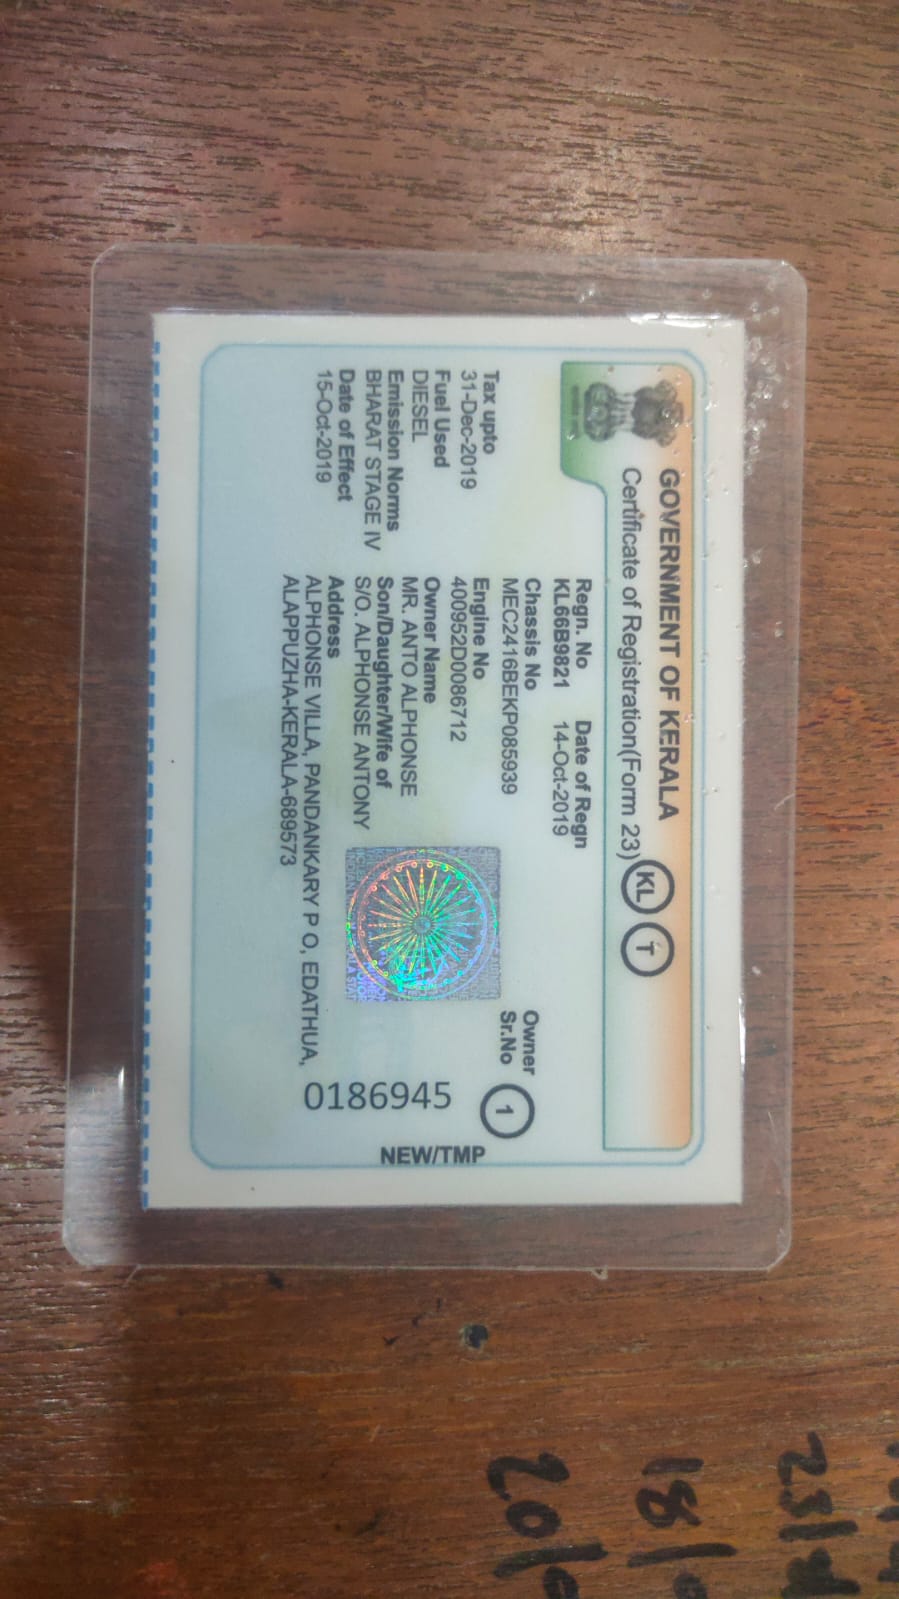 GOVERNMENT OF KERALA
Certificate of Registration(Form 23)
KL
T
Regn. No
KL66B9821
Date of Regn
14-Oct-2019
Chassis No
MEC2416BEKP085939
Engine No
400952D0086712
Owner Name
MR. ANTO ALPHONSE
Son/Daughter/Wife of
S/O. ALPHONSE ANTONY
Address
ALPHONSE VILLA, PANDANKARY P O, EDATHUA,
ALAPPUZHA-KERALA-689573
Tax upto
31-Dec-2019
Fuel Used
DIESEL
Emission Norms
BHARAT STAGE IV
Date of Effect
15-Oct-2019
Owner
Sr.No
1
0186945
NEW/TMP
23/
18/
20/